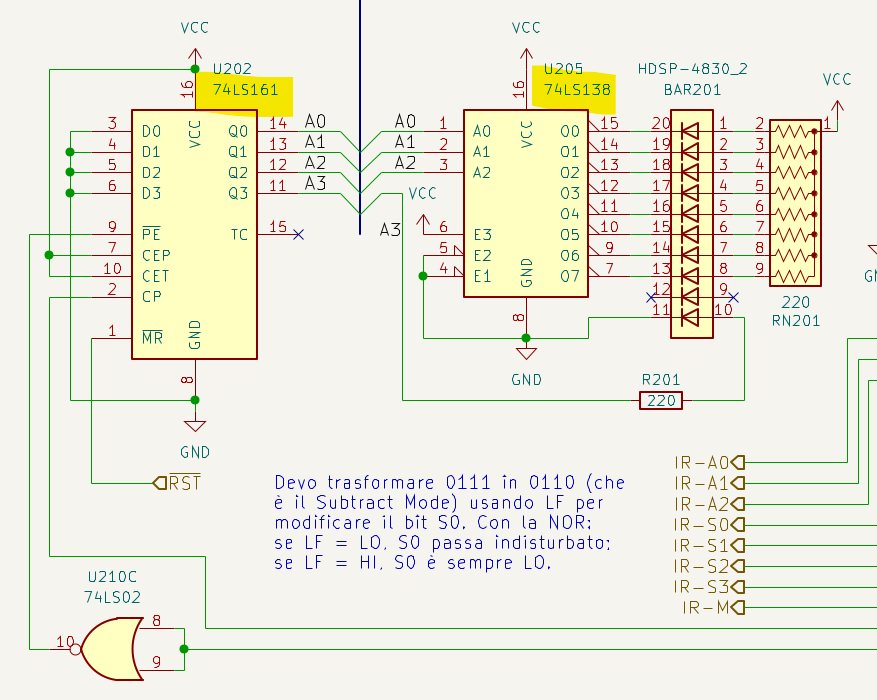 VCC
VCC
U202
74LS161
U205
74LS138
HDSP-4830_2
BAR201
VCC
16
16
3 D0 VCC Q0 14 A0
4 D1 Q1 13 A1
5 D2 Q2 12 A2
6 D3 Q3 11 A3
9 PE TC 15
7 CEP
10 CET
2 CP
1 MR GND
8
GND
RST
A0 1 A0 VCC O0 15
A1 2 A1 O1 14
A2 3 A2 O2 13
VCC O3 12
O4 11
A3 6 E3 O5 10
5 E2 O6 9
4 E1 GND O7 7
8
GND
20 1 2
19 2 3
18 3 4
17 4 5
16 5 6
15 6 7
14 7 8
13 8 9
12 9
11 10
220
RN201
GN
R201
220
Devo trasformare 0111 in 0110 (che
è il Subtract Mode) usando LF per
modificare il bit S0. Con la NOR:
se LF = LO, S0 passa indisturbato;
se LF = HI, S0 è sempre LO.
IR-A0
IR-A1
IR-A2
IR-S0
IR-S1
IR-S2
IR-S3
IR-M
U210C
74LS02
8
10
9